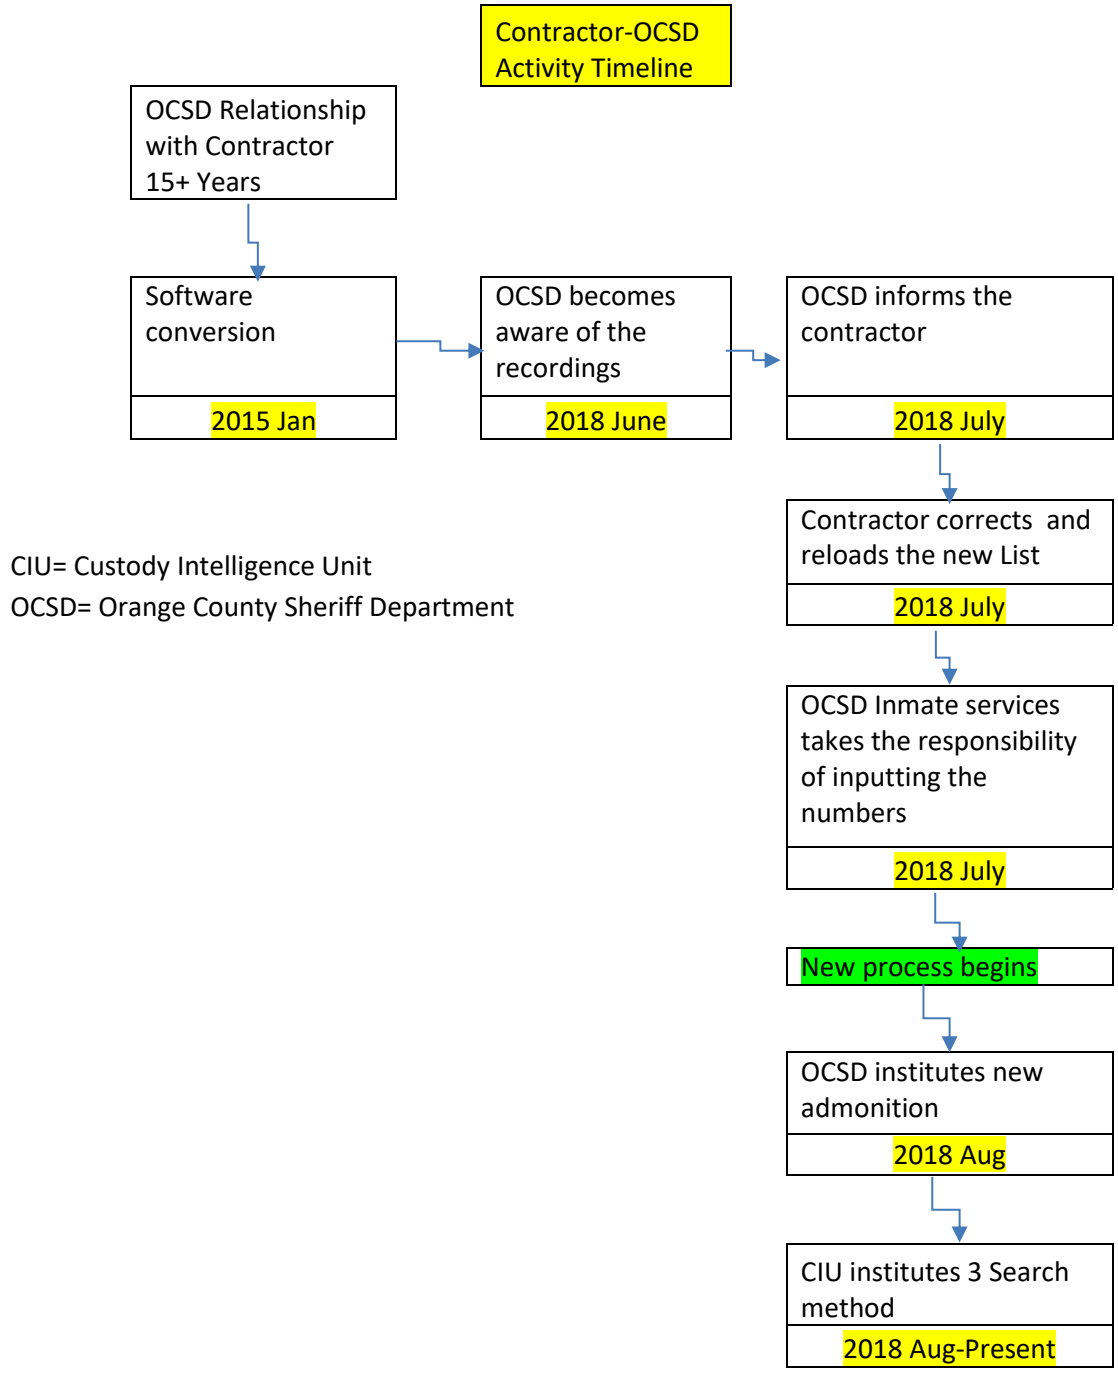 Contractor-OCSD
Activity Timeline
OCSD Relationship
with Contractor
15+ Years
Software
conversion
2015 Jan
OCSD becomes
aware of the
recordings
2018 June
OCSD informs the
contractor
2018 July
Contractor corrects and
reloads the new List
2018 July
CIU= Custody Intelligence Unit
OCSD= Orange County Sheriff Department
OCSD Inmate services
takes the responsibility
of inputting the
numbers
2018 July
New process begins
OCSD institutes new
admonition
2018 Aug
CIU institutes 3 Search
method
2018 Aug-Present